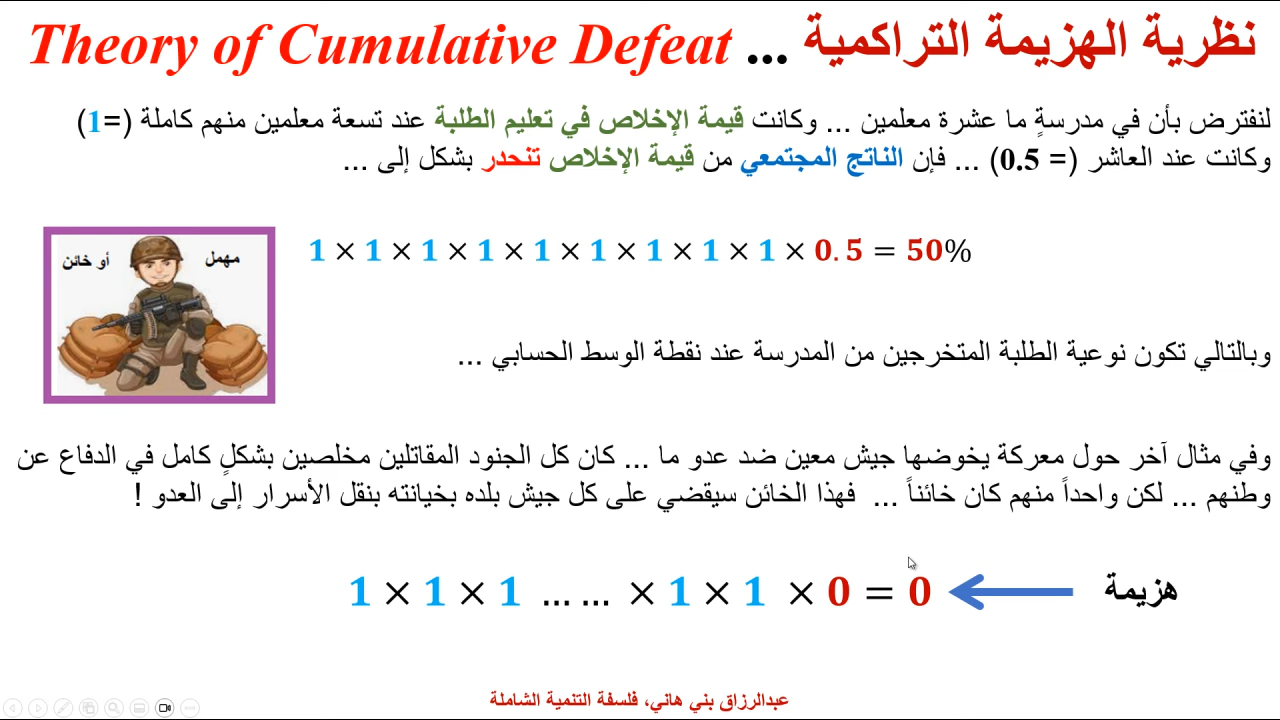 نظرية الهزيمة التراكمية ... Theory of Cumulative Defeat
لنفترض بأن في مدرسةٍ ما عشرة معلمين ... وكانت قيمة الإخلاص في تعليم الطلبة عند تسعة معلمين منهم كاملة (=1)
وكانت عند العاشر (= 0.5) ... فإن الناتج المجتمعي من قيمة الإخلاص تنحدر بشكل إلى ...
1 × 1 × 1 × 1 × 1 × 1 × 1 × 1 × 1 × 0.5 = 50%
مهمل أو خائن
وبالتالي تكون نوعية الطلبة المتخرجين من المدرسة عند نقطة الوسط الحسابي ...
وفي مثال آخر حول معركة يخوضها جيش معين ضد عدو ما ... كان كل الجنود المقاتلين مخلصين بشكلٍ كامل في الدفاع عن
وطنهم ... لكن واحداً منهم كان خائناً ... فهذا الخائن سيقضي على كل جيش بلده بخيانته بنقل الأسرار إلى العدو !
1 × 1 × 1 ... ... × 1 × 1 × 0 = 0
هزيمة
عبدالرزاق بني هاني، فلسفة التنمية الشاملة